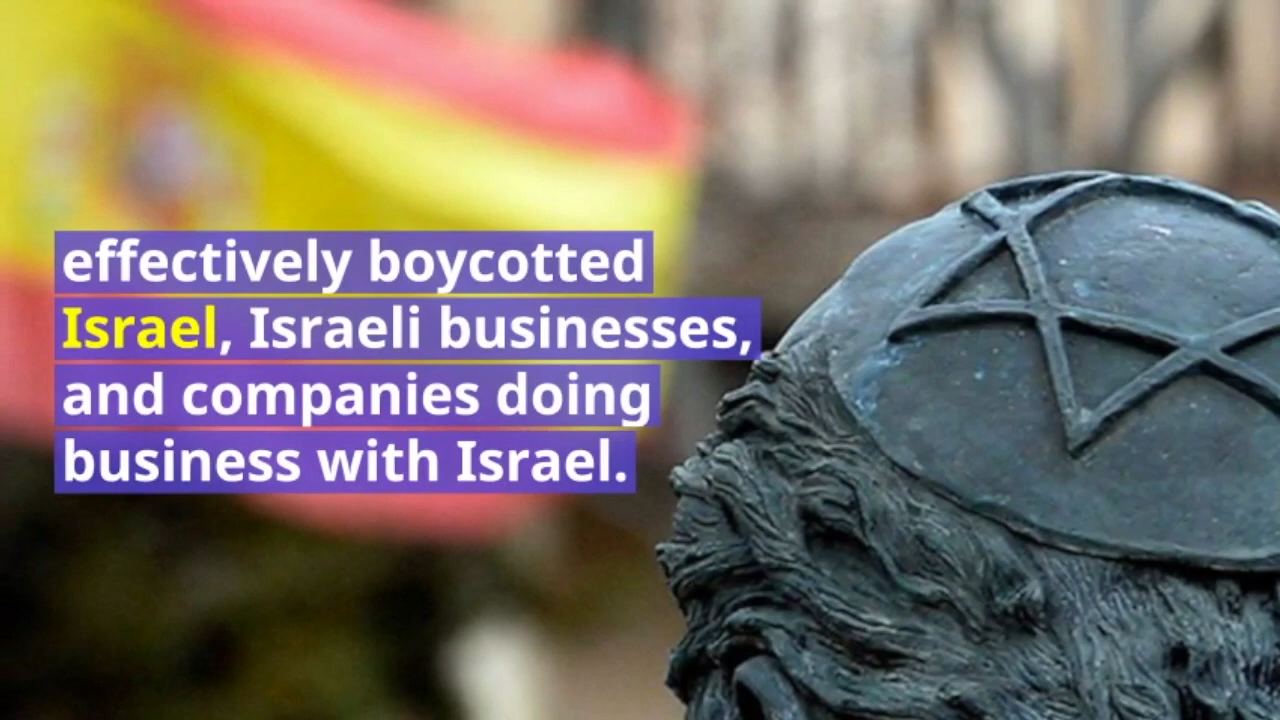 effectively boycotted
Israel, Israeli businesses,
and companies doing
business with Israel.